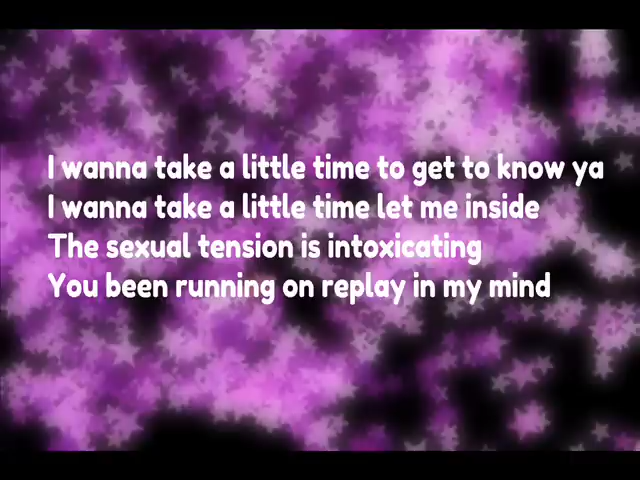 I wanna take a little time to get to know ya
I wanna take a little time let me inside
The sexual tension is intoxicating
You been running on replay in my mind